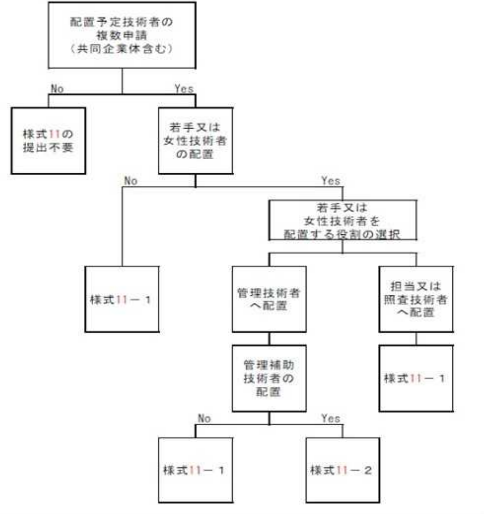 配置予定技術者の
複数申請
（共同企業体含む）
No
Yes
様式11の
提出不要
若手又は
女性技術者
の配置
No
Yes
若手又は
女性技術者を
配置する役割の選択
様式11－1
管理技術者
へ配置
担当又は
照査技術者
へ配置
管理補助
技術者の
配置
様式11－1
No
Yes
様式11－1
様式11－2